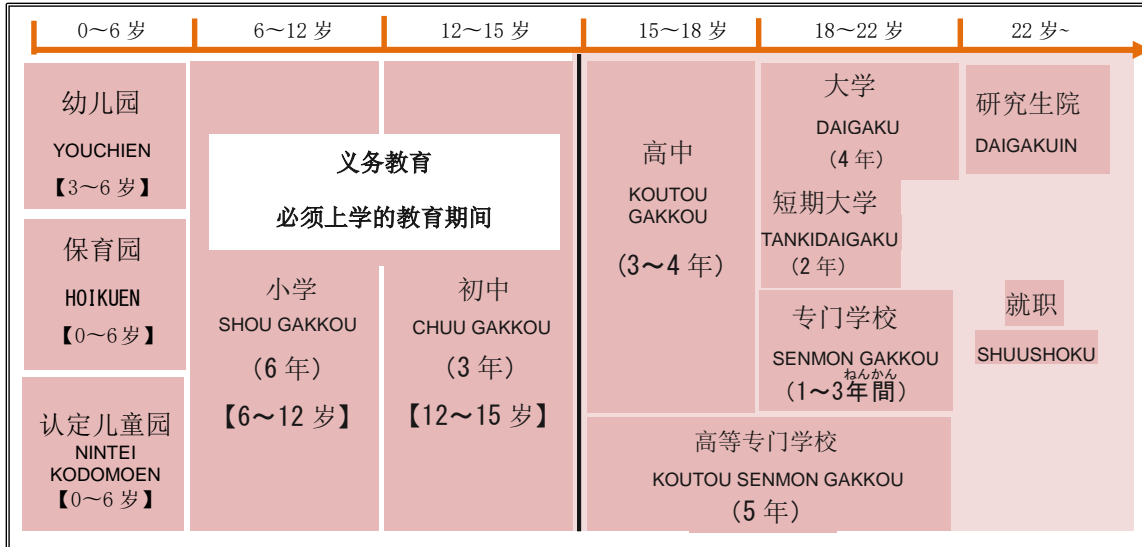 0～6 岁
6～12 岁
12～15 岁
15～18 岁
18～22 岁
22 岁~
幼儿园
YOUCHIEN
【3～6 岁】
保育园
HOIKUEN
【0～6 岁】
认定儿童园
NINTEI
KODOMOEN
【0～6 岁】
义务教育
必须上学的教育期间
小学
SHOU GAKKOU
（6 年）
【6～12 岁】
初中
CHUU GAKKOU
（3 年）
【12～15 岁】
高中
KOUTOU
GAKKOU
（3～4 年）
大学
DAIGAKU
（4 年）
短期大学
TANKIDAIGAKU
（2 年）
专门学校
SENMON GAKKOU
ねんかん
（1～3年間）
高等专门学校
KOUTOU SENMON GAKKOU
（5 年）
研究生院
DAIGAKUIN
就职
SHUUSHOKU